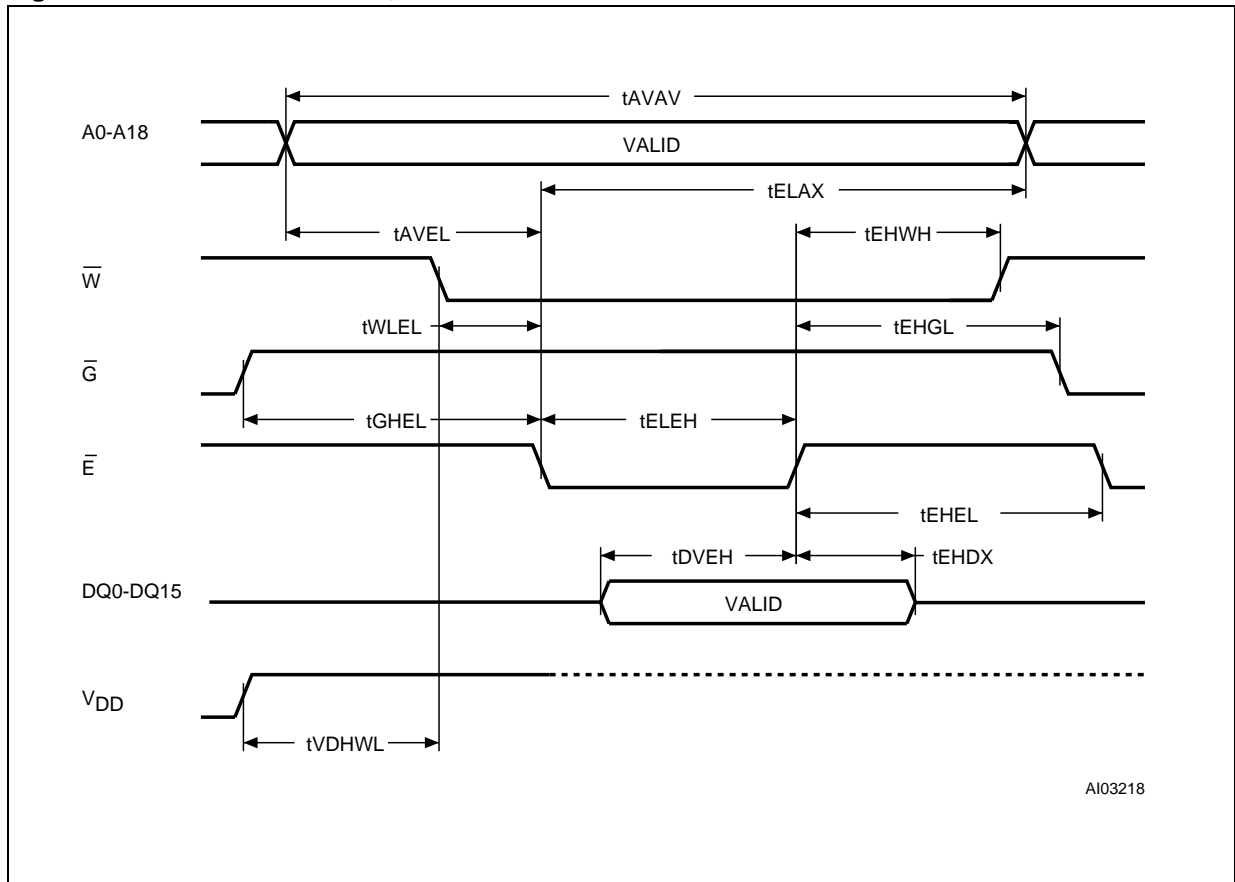 tAVAV
A0-A18
VALID
tELAX
tAVEL
tEHWH
W̅
tWLEL
tEHGL
G̅
tGHEL
tELEH
E̅
tEHEL
tDVEH
tEHDX
DQ0-DQ15
VALID
VDD
tVDHWL
AI03218